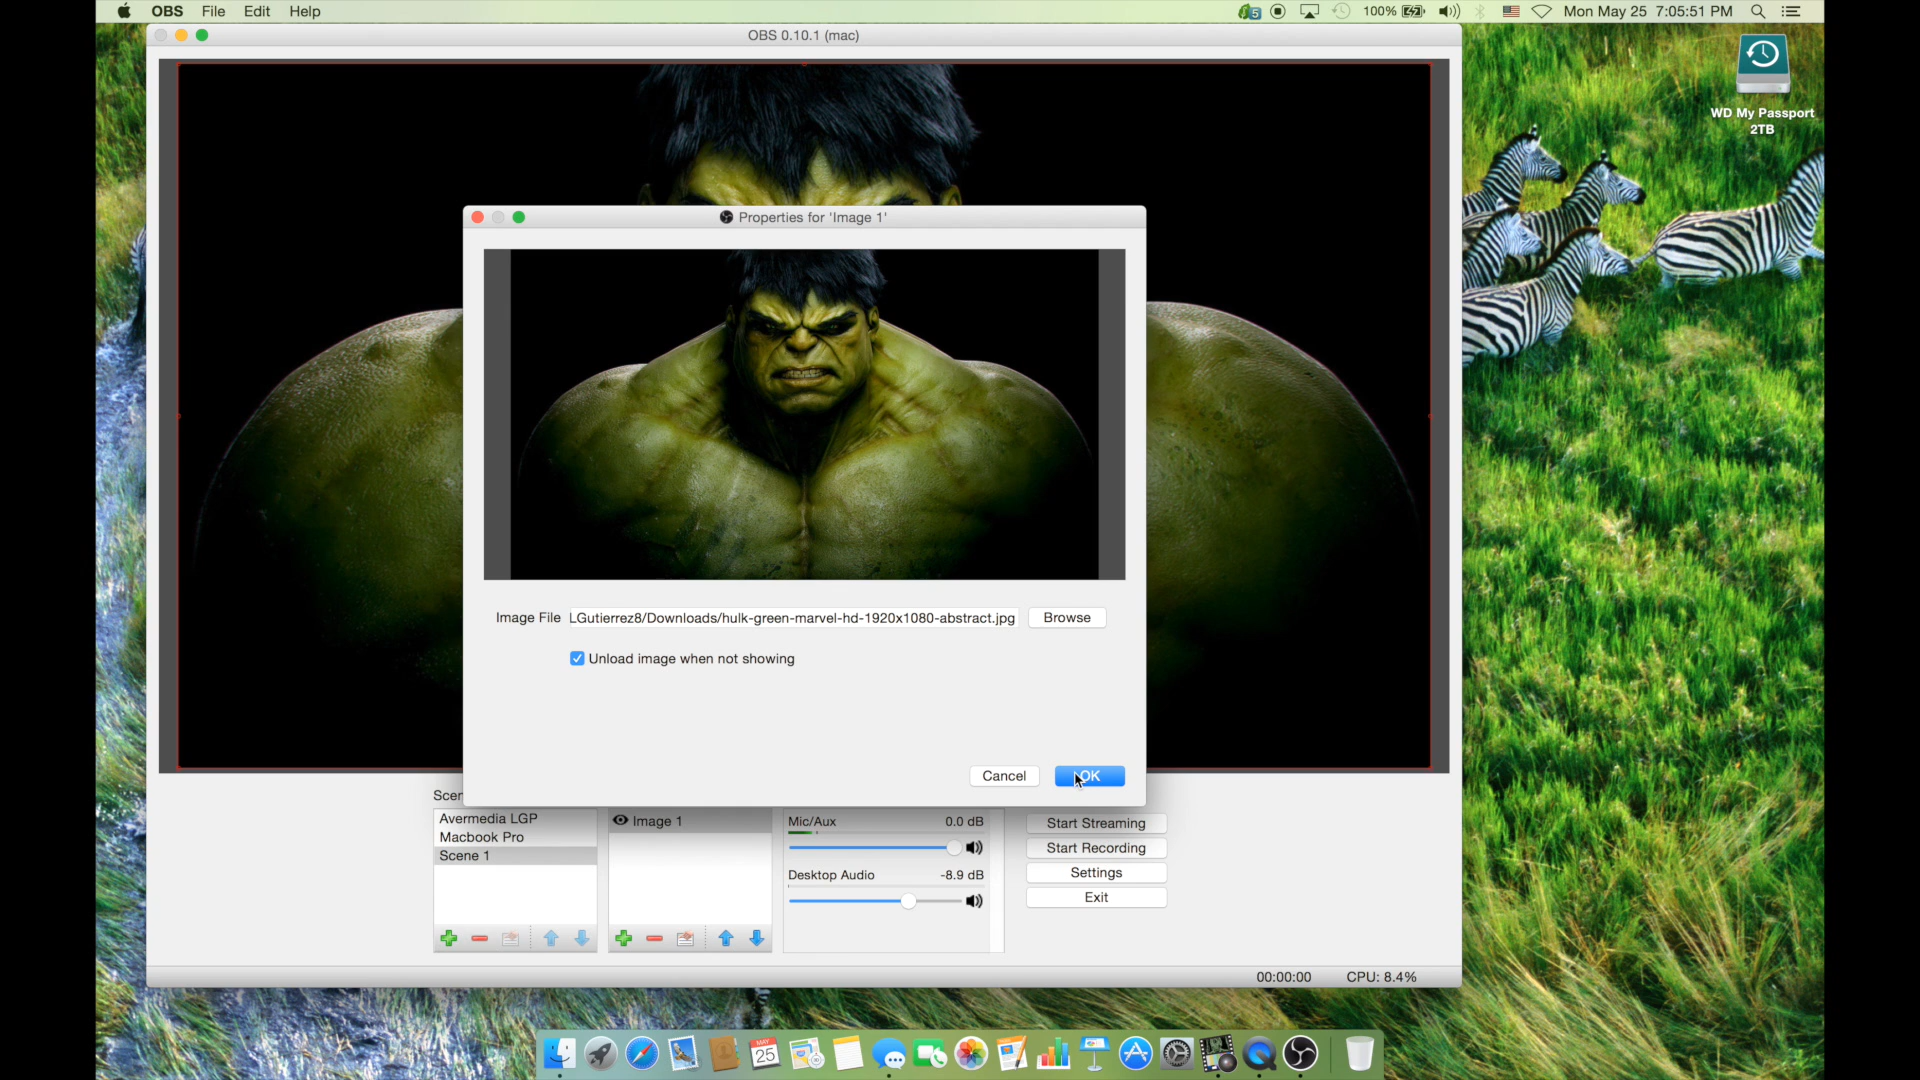 OBS File Edit Help
5 100% Mon May 25 7:05:51 PM
OBS 0.10.1 (mac)
WD My Passport
2TB
Properties for 'Image 1'
Image File LGutierrez8/Downloads/hulk-green-marvel-hd-1920x1080-abstract.jpg Browse
Unload image when not showing
Cancel OK
Scen
Avermedia LGP
Macbook Pro
Scene 1
Image 1
Mic/Aux 0.0 dB
Desktop Audio -8.9 dB
Start Streaming
Start Recording
Settings
Exit
00:00:00 CPU: 8.4%
MAY
25